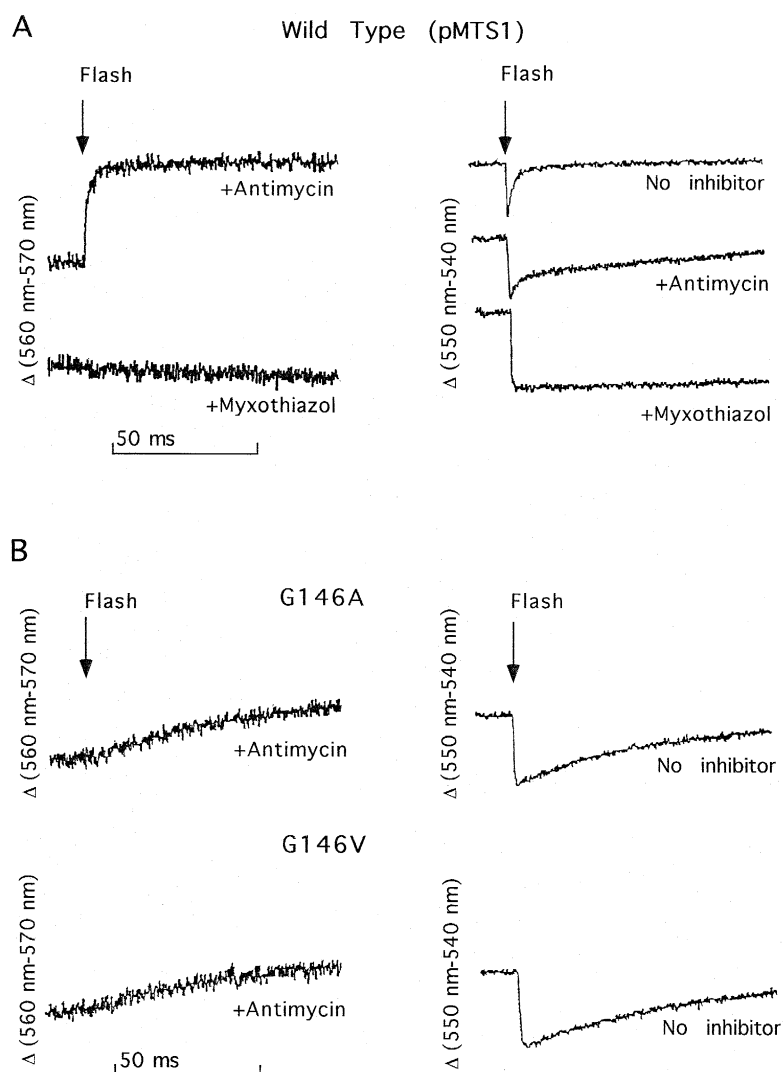 A
Wild Type (pMTS1)
Flash
Δ (560 nm-570 nm)
+Antimycin
+Myxothiazol
50 ms
Flash
Δ (550 nm-540 nm)
No inhibitor
+Antimycin
+Myxothiazol
B
G146A
Flash
Δ (560 nm-570 nm)
+Antimycin
Flash
Δ (550 nm-540 nm)
No inhibitor
G146V
Δ (560 nm-570 nm)
+Antimycin
50 ms
Δ (550 nm-540 nm)
No inhibitor